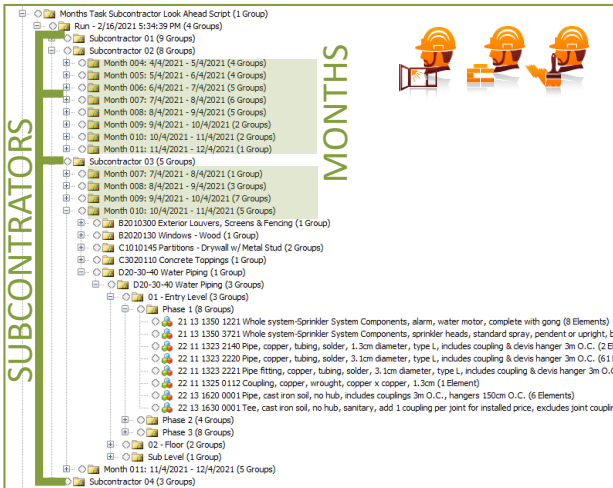 Months Task Subcontractor Look Ahead Script (1 Group)
Run - 2/16/2021 5:34:39 PM (4 Groups)
Subcontractor 01 (9 Groups)
Subcontractor 02 (8 Groups)
Month 004: 4/4/2021 - 5/4/2021 (4 Groups)
Month 005: 5/4/2021 - 6/4/2021 (4 Groups)
Month 006: 6/4/2021 - 7/4/2021 (5 Groups)
Month 007: 7/4/2021 - 8/4/2021 (6 Groups)
Month 008: 8/4/2021 - 9/4/2021 (5 Groups)
Month 009: 9/4/2021 - 10/4/2021 (2 Groups)
Month 010: 10/4/2021 - 11/4/2021 (2 Groups)
Month 011: 11/4/2021 - 12/4/2021 (1 Group)
Subcontractor 03 (5 Groups)
Month 007: 7/4/2021 - 8/4/2021 (1 Group)
Month 008: 8/4/2021 - 9/4/2021 (3 Groups)
Month 009: 9/4/2021 - 10/4/2021 (7 Groups)
Month 010: 10/4/2021 - 11/4/2021 (5 Groups)
B2010300 Exterior Louvers, Screens & Fencing (1 Group)
B2020130 Windows - Wood (1 Group)
C1010145 Partitions - Drywall w/ Metal Stud (2 Groups)
C3020110 Concrete Toppings (1 Group)
D20-30-40 Water Piping (1 Group)
D20-30-40 Water Piping (3 Groups)
01 - Entry Level (3 Groups)
Phase 1 (8 Groups)
21 13 1350 1221 Whole system-Sprinkler System Components, alarm, water motor, complete with gong (8 Elements)
21 13 1350 3721 Whole system-Sprinkler System Components, sprinkler heads, standard spray, pendent or upright, b
22 11 1323 2140 Pipe, copper, tubing, solder, 1.3cm diameter, type L, includes coupling & clevis hanger 3m O.C. (2 El
22 11 1323 2220 Pipe, copper, tubing, solder, 3.1cm diameter, type L, includes coupling & clevis hanger 3m O.C. (61
22 11 1323 2221 Pipe fitting, copper, tubing, solder, 3.1cm diameter, type L, includes coupling & clevis hanger 3m O.
22 11 1325 0112 Coupling, copper, wrought, copper x copper, 1.3cm (1 Element)
22 13 1620 0001 Pipe, cast iron soil, no hub, includes couplings 3m O.C., hangers 150cm O.C. (6 Elements)
22 13 1630 0001 Tee, cast iron soil, no hub, sanitary, add 1 coupling per joint for installed price, excludes joint couplin
Phase 2 (4 Groups)
Phase 3 (8 Groups)
02 - Floor (2 Groups)
Sub Level (1 Group)
Month 011: 11/4/2021 - 12/4/2021 (5 Groups)
Subcontractor 04 (3 Groups)
SUBCONTRATORS
MONTHS